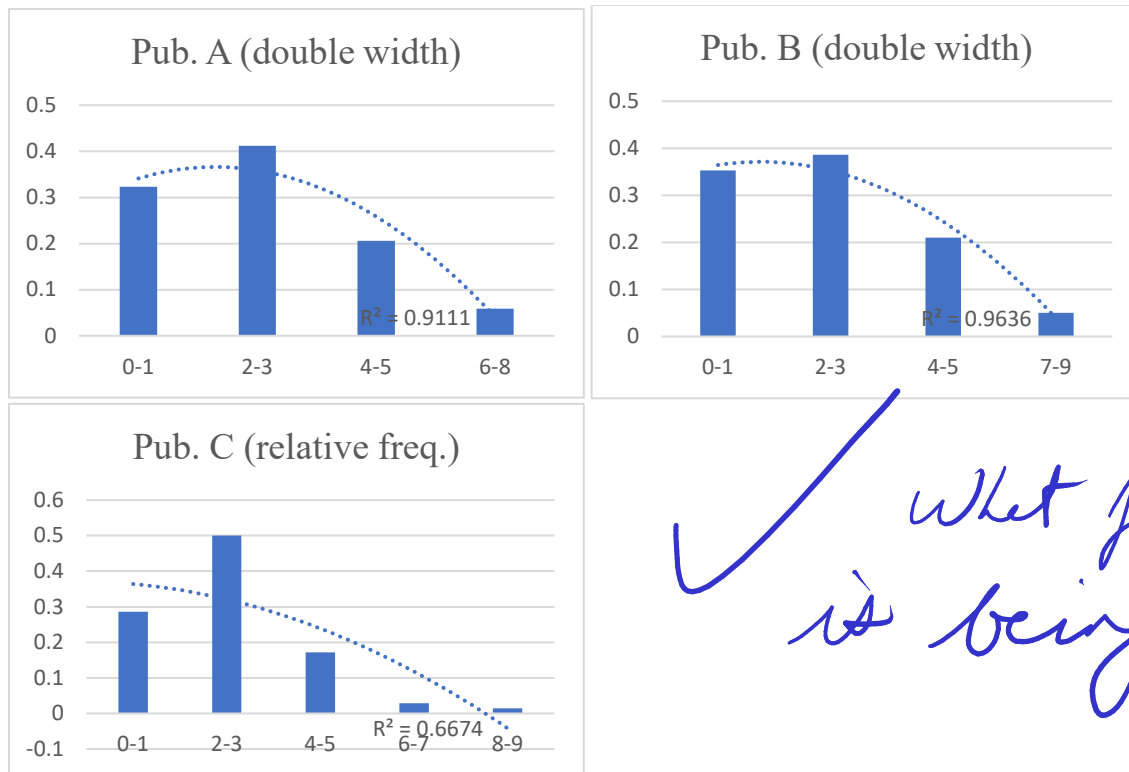 Pub. A (double width)
0.5
0.4
0.3
0.2
0.1
0
R² = 0.9111
0-1 2-3 4-5 6-8
Pub. B (double width)
0.5
0.4
0.3
0.2
0.1
0
R² = 0.9636
0-1 2-3 4-5 7-9
Pub. C (relative freq.)
0.6
0.5
0.4
0.3
0.2
0.1
0
-0.1
R² = 0.6674
0-1 2-3 4-5 6-7 8-9
What
is being